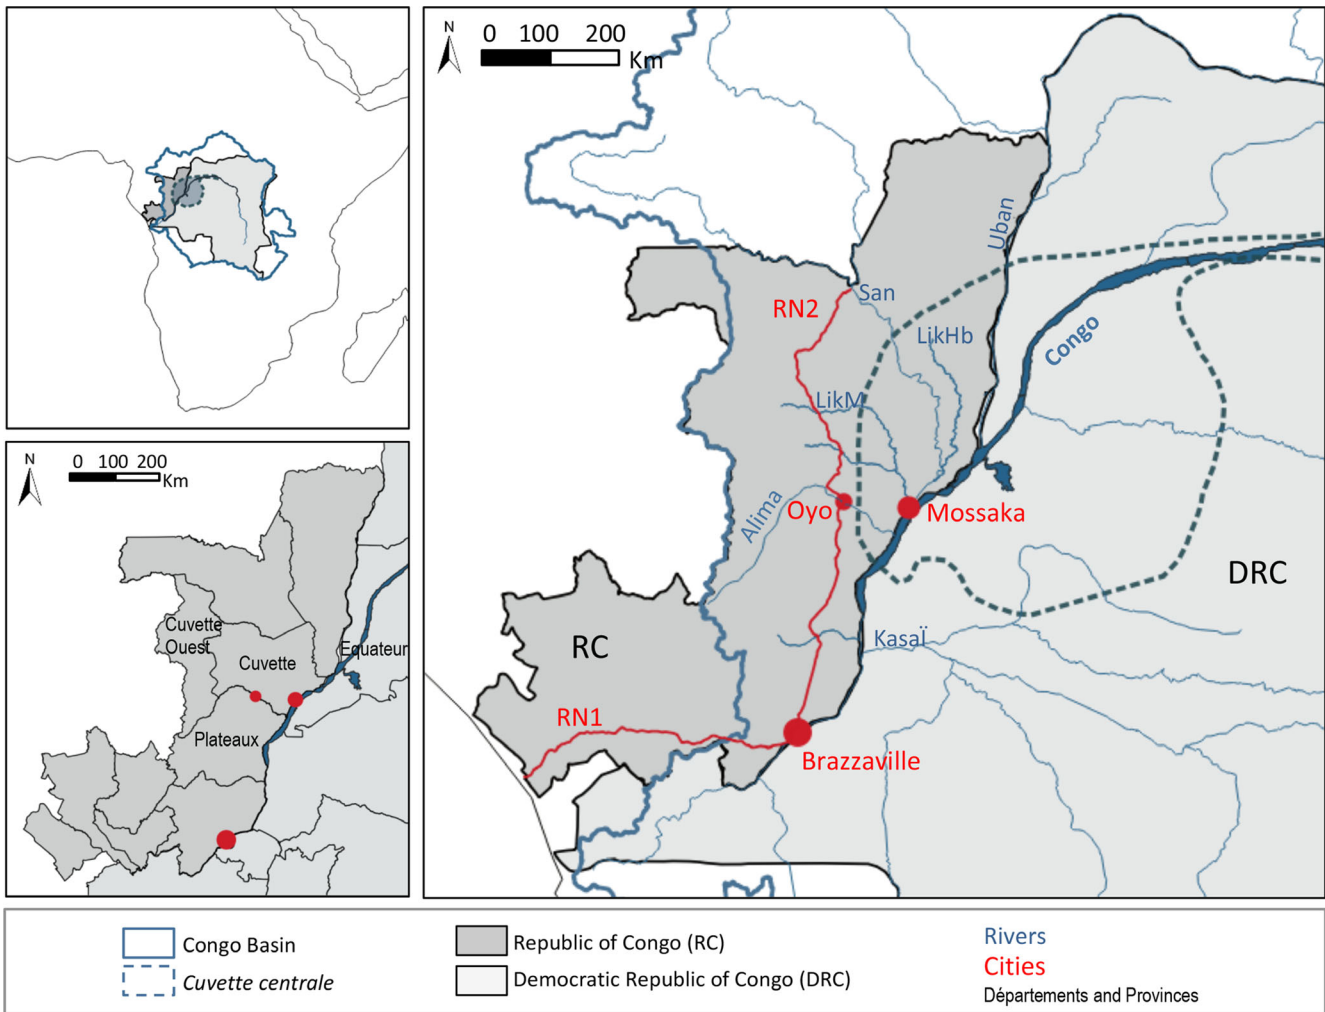 N
0 100 200
Km
N
0 100 200
Km
Cuvette
Ouest
Cuvette
Equateur
Plateaux
Uban
San
RN2
LikHb
Congo
LikM
Alima
Oyo
Mossaka
DRC
RC
Kasaï
RN1
Brazzaville
Congo Basin
Cuvette centrale
Republic of Congo (RC)
Democratic Republic of Congo (DRC)
Rivers
Cities
Départements and Provinces